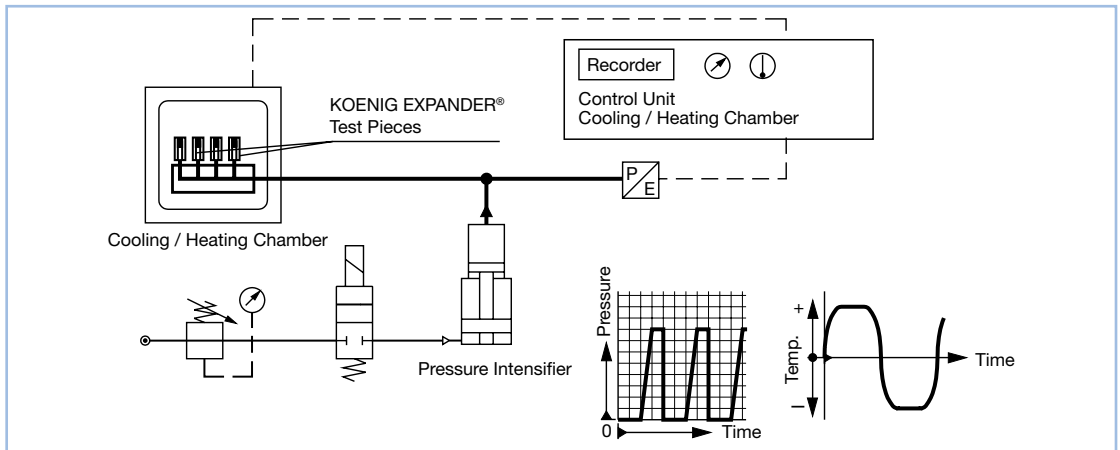 Recorder
Control Unit
Cooling / Heating Chamber
KOENIG EXPANDER®
Test Pieces
P
E
Cooling / Heating Chamber
Pressure Intensifier
Pressure
0
Time
+
Temp.
–
Time